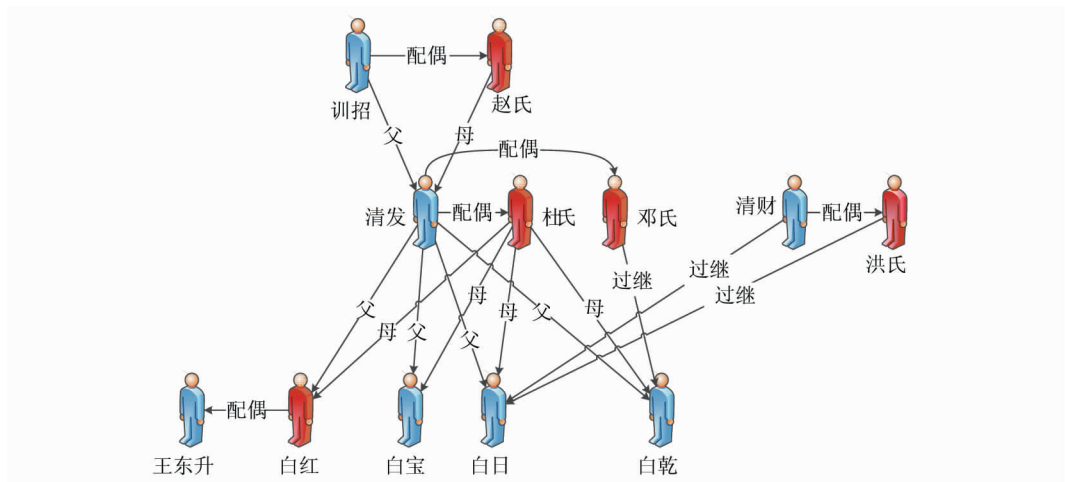 配偶
训招
赵氏
父
母
配偶
清发
配偶
杜氏
邓氏
清财
配偶
洪氏
过继
过继
过继
父
母
父
母
父
母
父
母
配偶
王东升
白红
白宝
白日
白乾